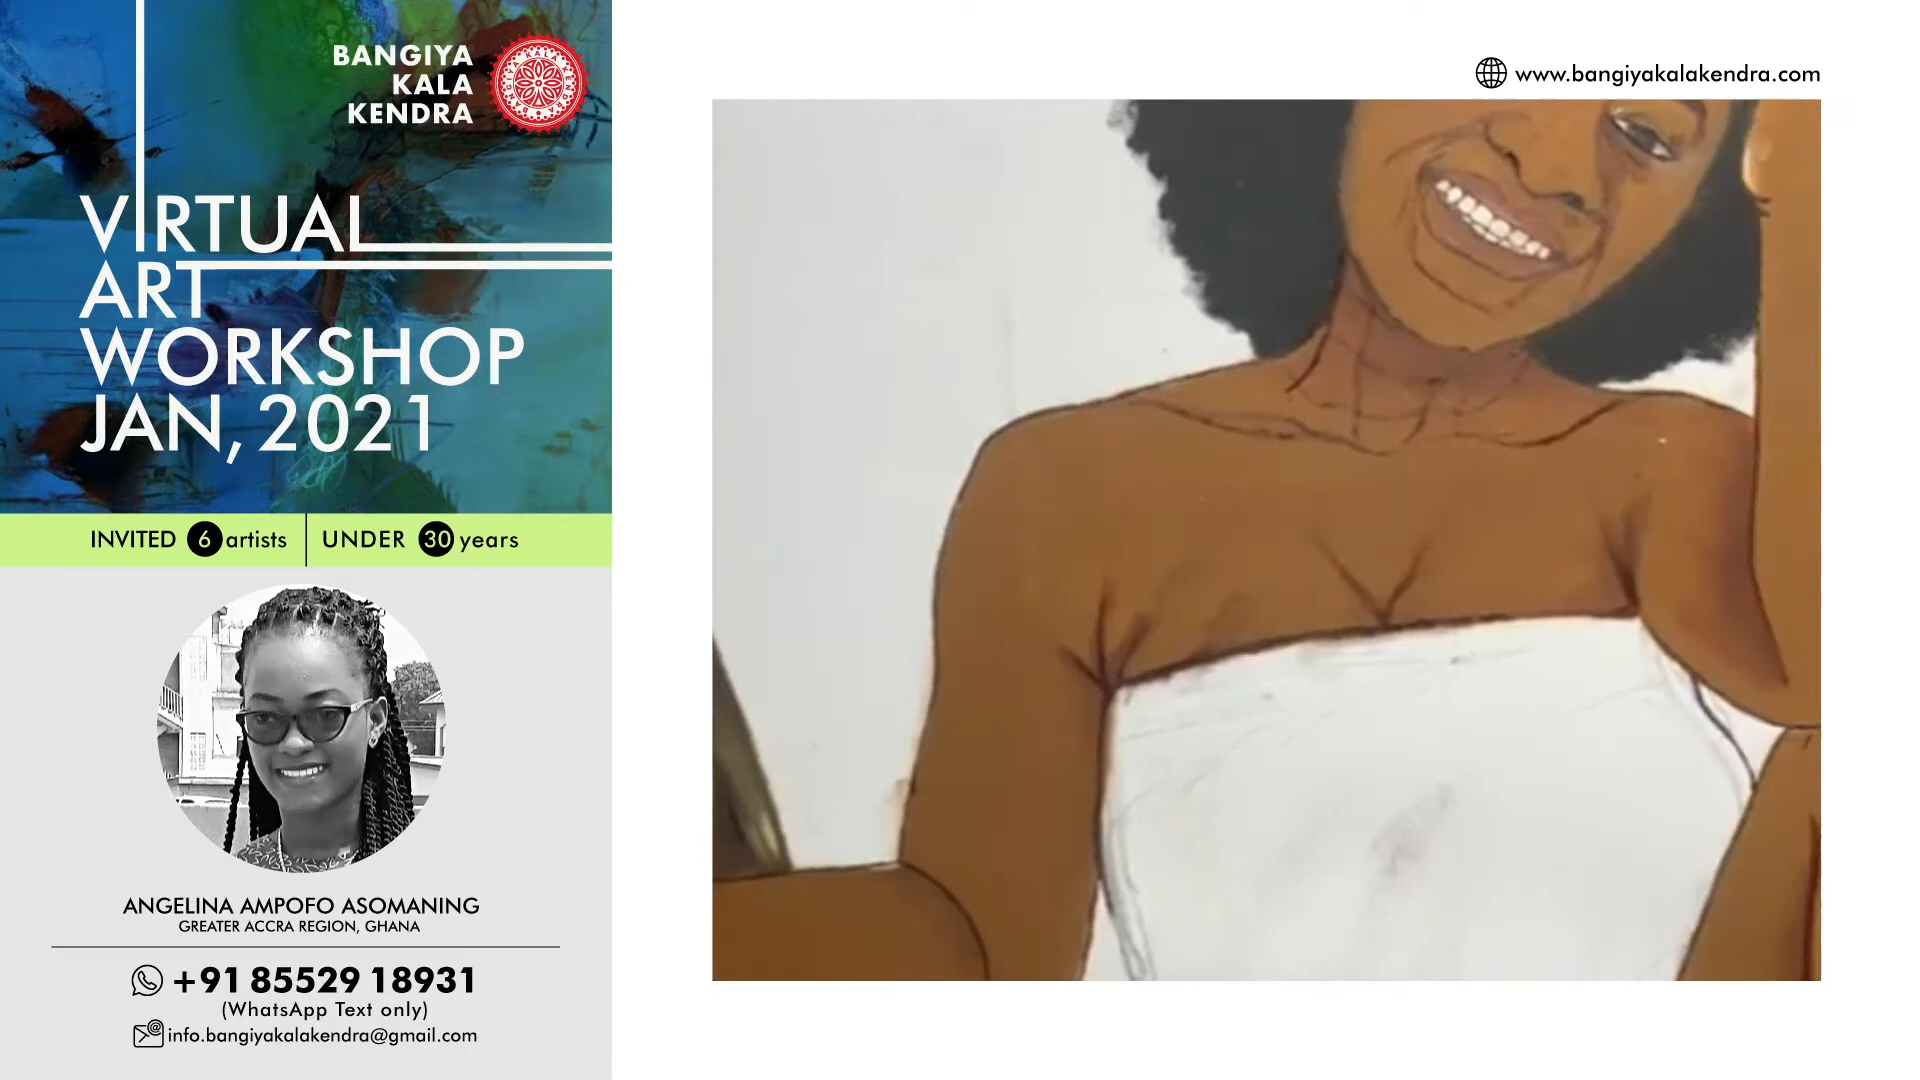 BANGIYA
KALA
KENDRA
VIRTUAL
ART
WORKSHOP
JAN, 2021
INVITED 6 artists
UNDER 30 years
ANGELINA AMPOFO ASOMANING
GREATER ACCRA REGION, GHANA
+91 85529 18931
(WhatsApp Text only)
info.bangiyakalakendra@gmail.com
www.bangiyakalakendra.com